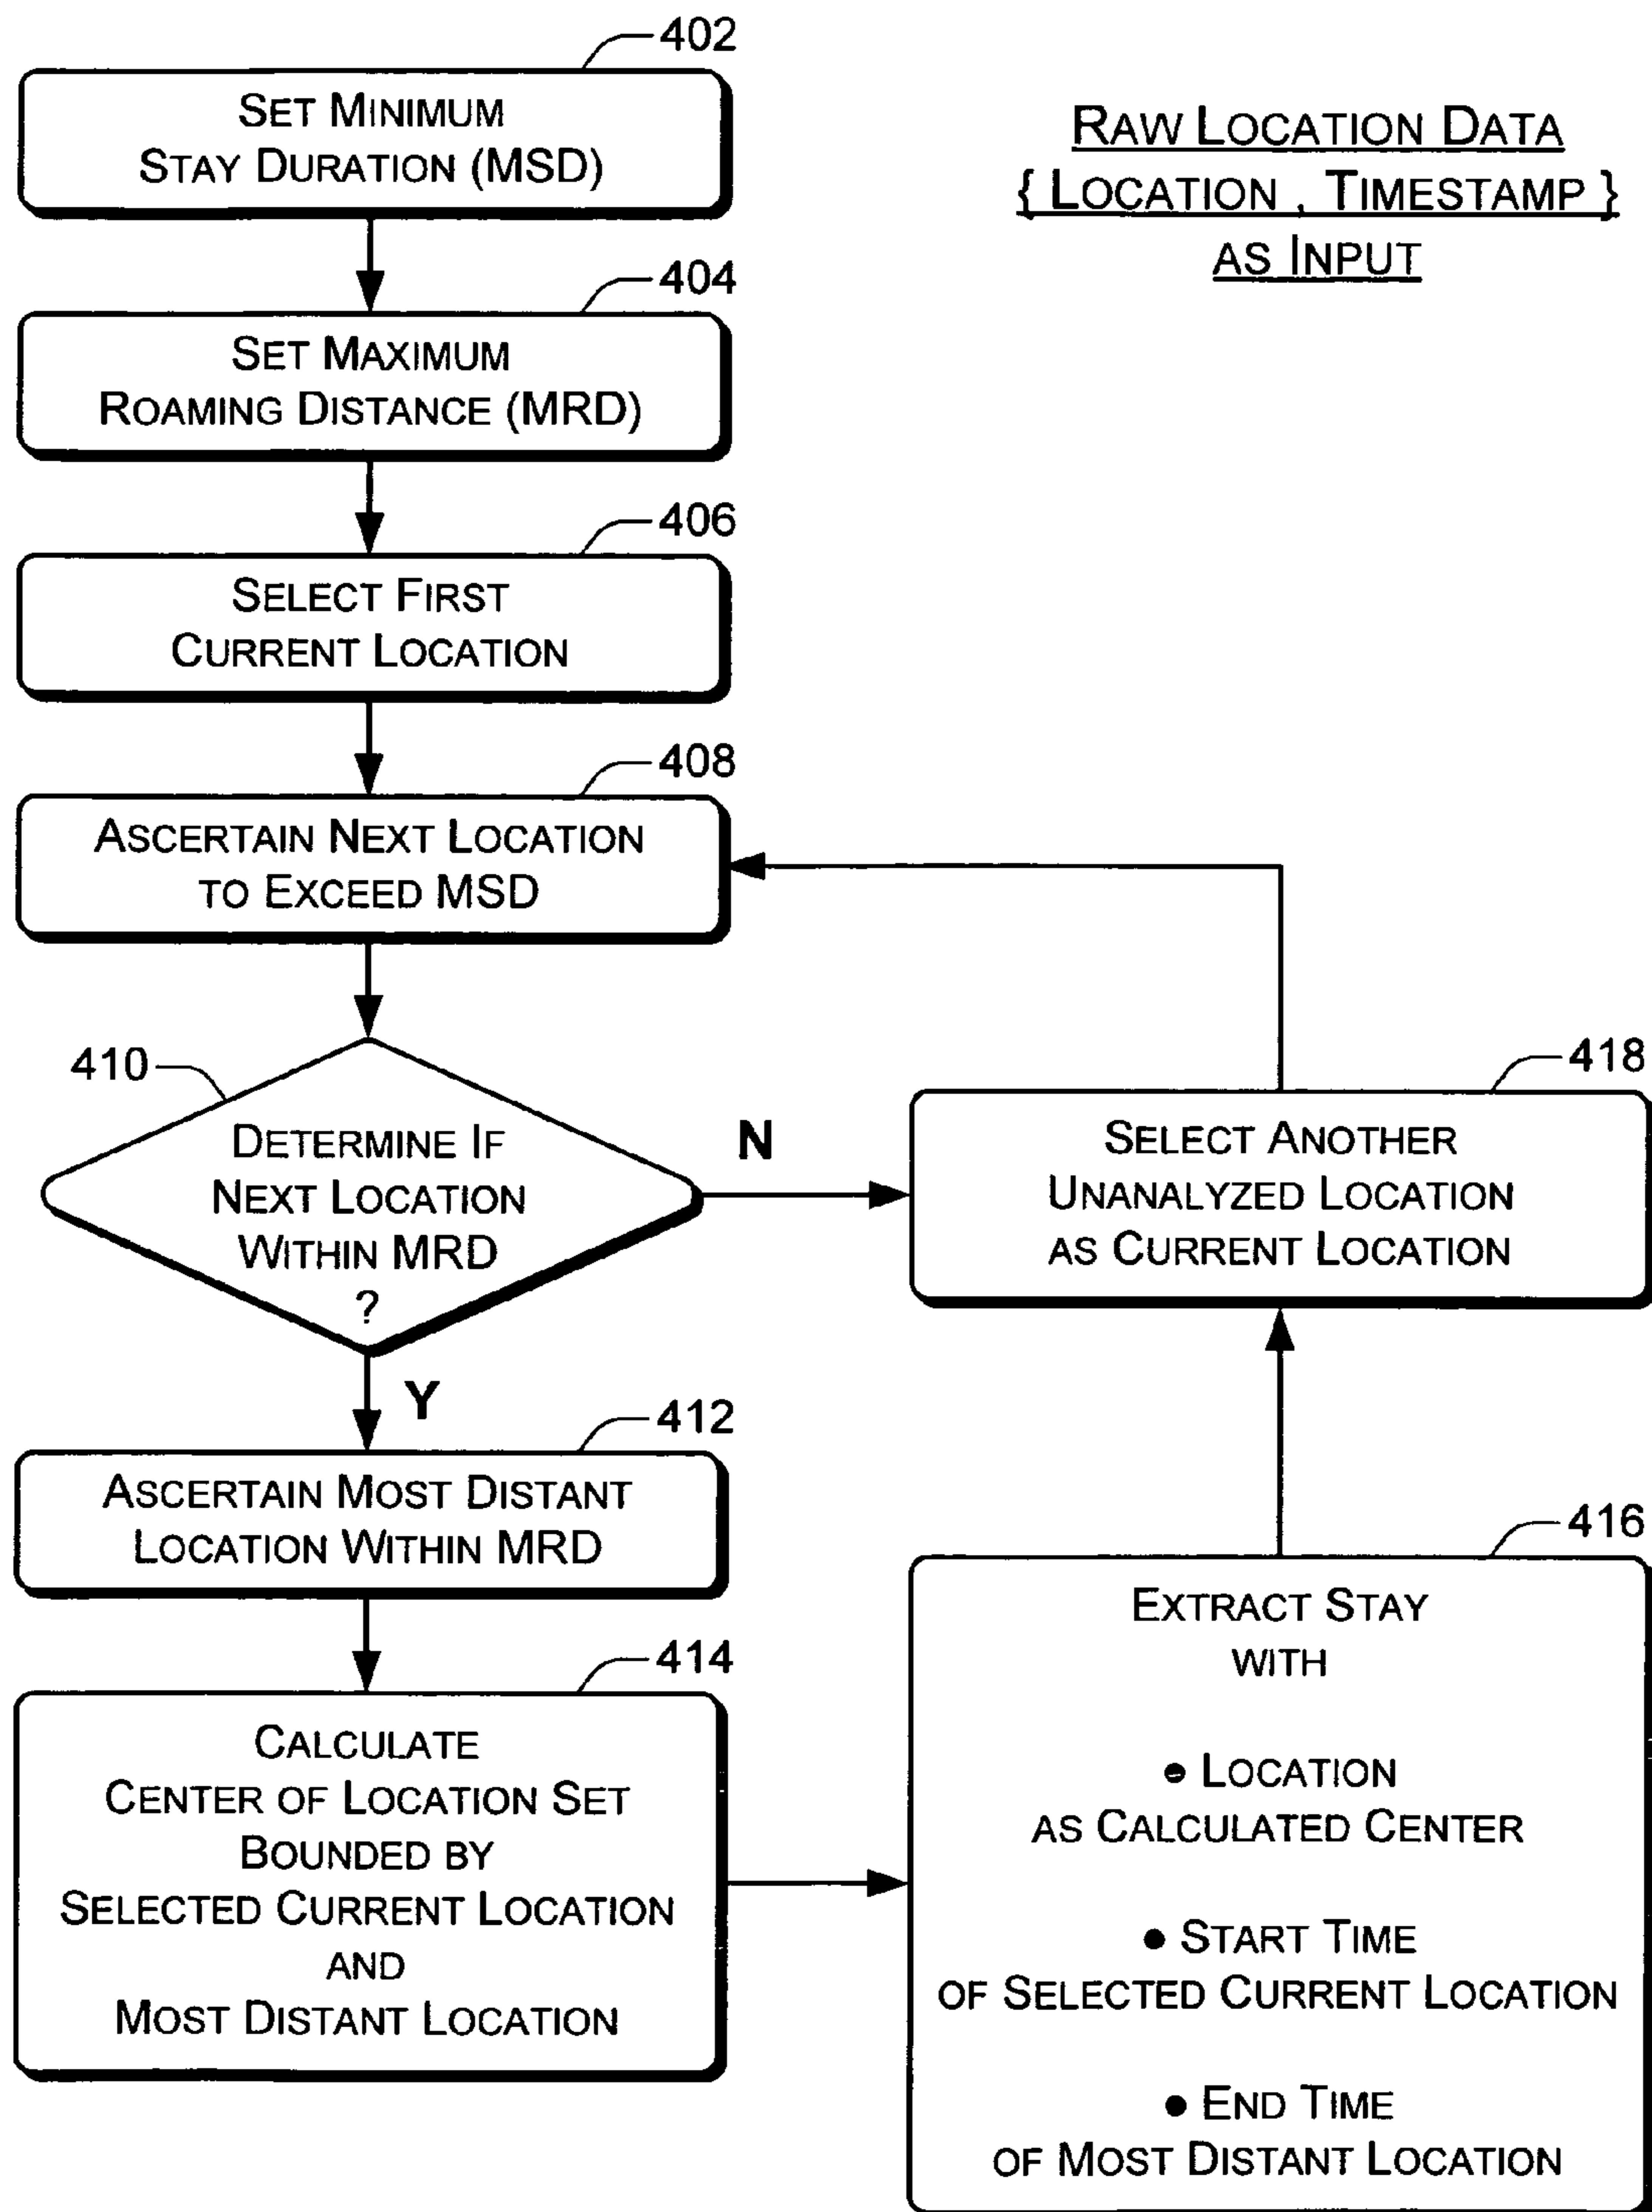 402
SET MINIMUM
STAY DURATION (MSD)
RAW LOCATION DATA
{ LOCATION , TIMESTAMP }
AS INPUT
404
SET MAXIMUM
ROAMING DISTANCE (MRD)
406
SELECT FIRST
CURRENT LOCATION
408
ASCERTAIN NEXT LOCATION
TO EXCEED MSD
410
DETERMINE IF
NEXT LOCATION
WITHIN MRD
?
N
Y
418
SELECT ANOTHER
UNANALYZED LOCATION
AS CURRENT LOCATION
412
ASCERTAIN MOST DISTANT
LOCATION WITHIN MRD
414
CALCULATE
CENTER OF LOCATION SET
BOUNDED BY
SELECTED CURRENT LOCATION
AND
MOST DISTANT LOCATION
416
EXTRACT STAY
WITH
• LOCATION
AS CALCULATED CENTER
• START TIME
OF SELECTED CURRENT LOCATION
• END TIME
OF MOST DISTANT LOCATION